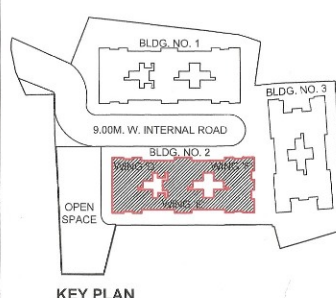 BLDG. NO. 1
BLDG. NO. 3
9.00M. W. INTERNAL ROAD
BLDG. NO. 2
WING 'D'
WING 'F'
WING 'E'
OPEN
SPACE
KEY PLAN